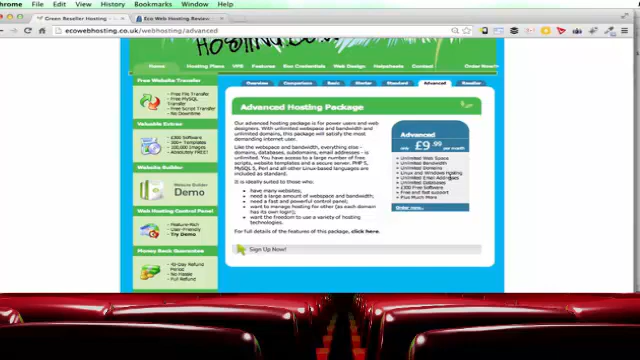 Chrome File Edit View History Bookmarks Window Help
Green Reseller Hosting
Eco Web Hosting Review
ecowebhosting.co.uk/webhosting/advanced
HOSTING.CO.
Home Hosting Plans VPS Features Eco Credentials Web Design Helpsheets Contact Order Now!
Overview Comparison Basic Starter Standard Advanced Reseller
Free Website Transfer
- Free File Transfer
- Free MySQL Transfer
- Free Script Transfer
- No Downtime
Valuable Extras
- £300 Software
- 300+ Templates
- 100,000 Images
- Absolutely FREE!
Website Builder
Website Builder
Demo
Web Hosting Control Panel
- Feature-Rich
- User-Friendly
- Try Demo
Money Back Guarantee
- No Hassle
- Full Refund
Advanced Hosting Package
Our advanced hosting package is for power users and web
designers. With unlimited webspace and bandwidth and
unlimited domains, this package will satisfy the most
demanding internet user.
Like the webspace and bandwidth, everything else -
domains, databases, subdomains, email addresses - is
unlimited. You have access to a large number of free
scripts, website templates and a secure server. PHP 5,
MySQL 5, Perl and all other Linux-based languages are
included as standard.
It is ideally suited to those who:
have many websites;
need a large amount of webspace and bandwidth;
need a fast and powerful control panel;
want to manage hosting for other (as each domain
has its own login);
want the freedom to use a variety of hosting
technologies.
For full details of the features of this package, click here.
Sign Up Now!
Advanced
only £9.99 per month
Unlimited Web Space
Unlimited Bandwidth
Unlimited Domains
Linux and Windows Hosting
Unlimited Email Addresses
Unlimited Databases
£300 Free Software
Free and fast support
Plus Much More
Order now..